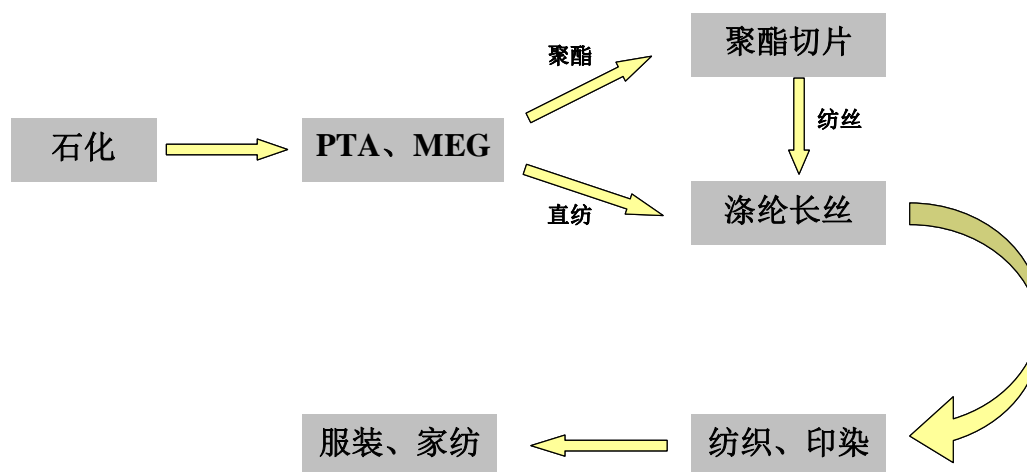 聚酯切片
聚酯
纺丝
石化
PTA、MEG
涤纶长丝
直纺
服装、家纺
纺织、印染